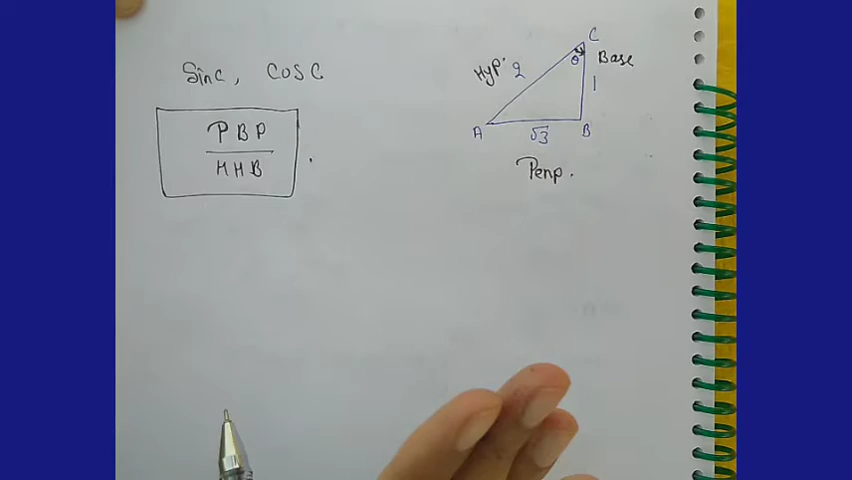 SinC, COSC
PBP
HHB
C
θ
Base
Hyp 2
1
A
√3
B
Perp.